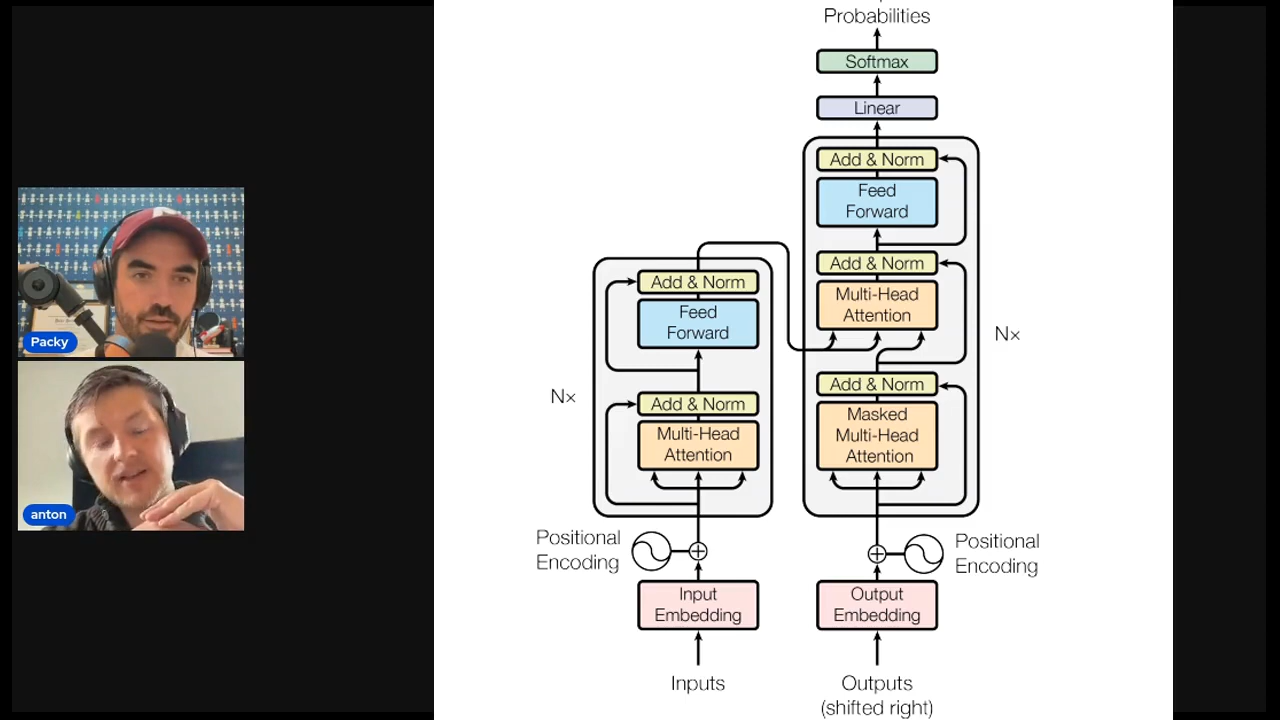 Probabilities
Softmax
Linear
Add & Norm
Feed
Forward
Add & Norm
Multi-Head
Attention
Nx
Add & Norm
Masked
Multi-Head
Attention
Add & Norm
Feed
Forward
Nx
Add & Norm
Multi-Head
Attention
Positional
Encoding
Positional
Encoding
Input
Embedding
Output
Embedding
Inputs
Outputs
(shifted right)
Packy
anton